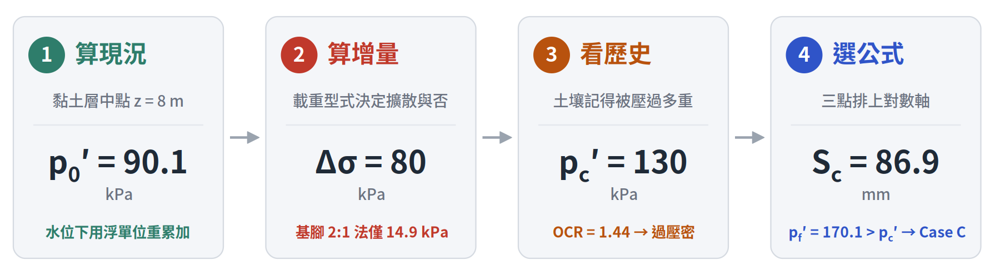 1 算現況
黏土層中點 z = 8 m
p₀′ = 90.1
kPa
水位下用浮單位重累加
2 算增量
載重型式決定擴散與否
Δσ = 80
kPa
基腳 2:1 法僅 14.9 kPa
3 看歷史
土壤記得被壓過多重
p_c′ = 130
kPa
OCR = 1.44 → 過壓密
4 選公式
三點排上對數軸
S_c = 86.9
mm
p_f′ = 170.1 > p_c′ → Case C